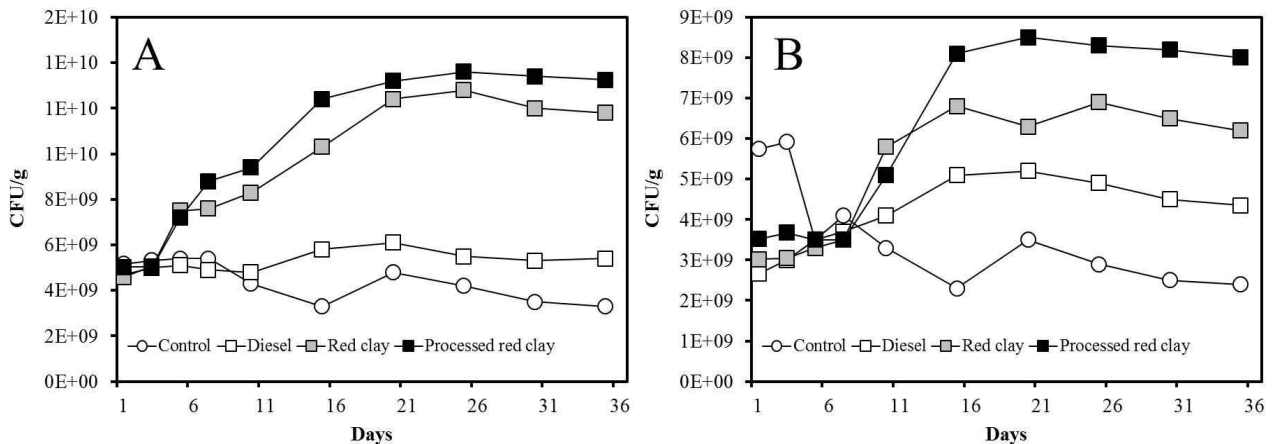 A
2E+10
1E+10
1E+10
1E+10
8E+09
6E+09
4E+09
2E+09
0E+00
CFU/g
Control Diesel Red clay Processed red clay
1 6 11 16 21 26 31 36
Days
B
9E+09
8E+09
7E+09
6E+09
5E+09
4E+09
3E+09
2E+09
1E+09
0E+00
CFU/g
Control Diesel Red clay Processed red clay
1 6 11 16 21 26 31 36
Days